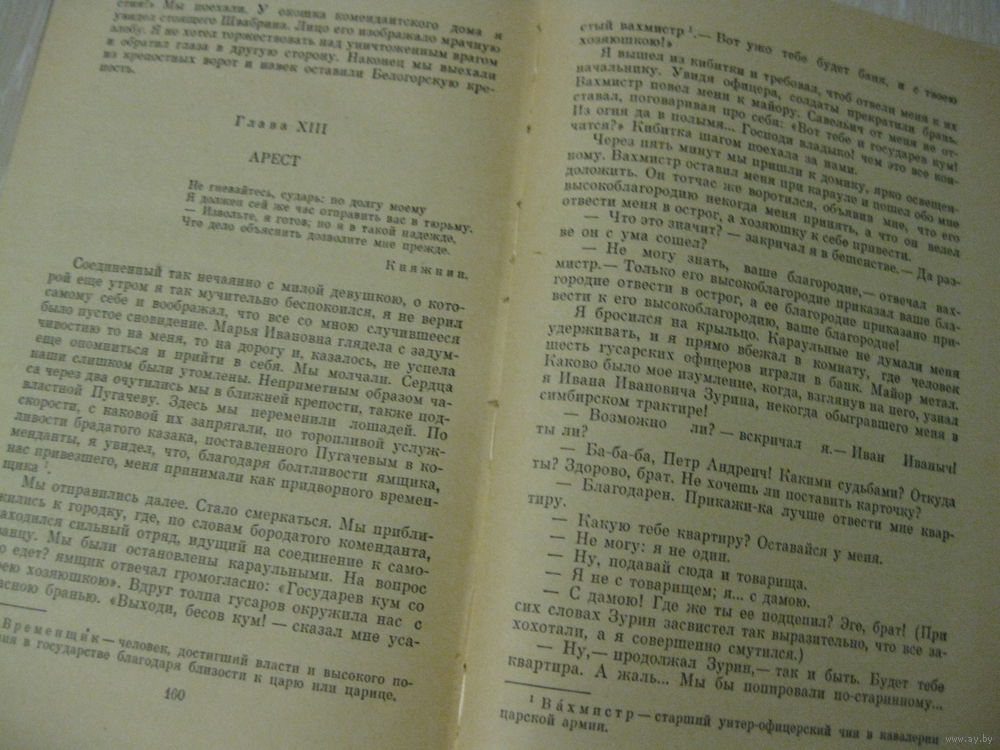 стия?» Мы поехали. У окошка комендантского дома я
увидел стоящего Швабрина. Лицо его изображало мрачную
злобу. Я не хотел торжествовать над уничтоженным врагом
и обратил глаза в другую сторону. Наконец мы выехали
из крепостных ворот и навек оставили Белогорскую кре-
пость.
Глава XIII
АРЕСТ
Не гневайтесь, сударь: по долгу моему
Я должен сей же час отправить вас в тюрьму.
— Извольте, я готов; но я в такой надежде,
Что дело объяснить дозволите мне прежде.
Княжнин.
Соединенный так нечаянно с милой девушкою, о кото-
рой еще утром я так мучительно беспокоился, я не верил
самому себе и воображал, что все со мною случившееся
было пустое сновидение. Марья Ивановна глядела с задум-
чивостию то на меня, то на дорогу и, казалось, не успела
еще опомниться и прийти в себя. Мы молчали. Сердца
наши слишком были утомлены. Неприметным образом ча-
са через два очутились мы в ближней крепости, также под-
властной Пугачеву. Здесь мы переменили лошадей. По
скорости, с каковой их запрягали, по торопливой услуж-
ливости брадатого казака, поставленного Пугачевым в ко-
менданты, я увидел, что, благодаря болтливости ямщика,
нас привезшего, меня принимали как придворного времен-
щика ¹.
Мы отправились далее. Стало смеркаться. Мы прибли-
жились к городку, где, по словам бородатого коменданта,
находился сильный отряд, идущий на соединение к само-
званцу. Мы были остановлены караульными. На вопрос
о едет? ямщик отвечал громогласно: «Государев кум со
ею хозяюшкою». Вдруг толпа гусаров окружила нас с
асною бранью. «Выходи, бесов кум! — сказал мне уса-
Временщик — человек, достигший власти и высокого по-
ния в государстве благодаря близости к царю или царице.
160
стый вахмистр ¹.— Вот ужо тебе будет баня, и с твоею
хозяюшкою!»
Я вышел из кибитки и требовал, чтоб отвели меня к их
начальнику. Увидя офицера, солдаты прекратили брань.
Вахмистр повел меня к майору. Савельич от меня не от-
ставал, поговаривая про себя: «Вот тебе и государев кум!
Из огня да в полымя... Господи владыко! чем это все кон-
чится?» Кибитка шагом поехала за нами.
Через пять минут мы пришли к домику, ярко освещен-
ному. Вахмистр оставил меня при карауле и пошел обо мне
доложить. Он тотчас же воротился, объявив мне, что его
высокоблагородию некогда меня принять, а что он велел
отвести меня в острог, а хозяюшку к себе привести.
— Что это значит? — закричал я в бешенстве.— Да раз-
ве он с ума сошел?
— Не могу знать, ваше благородие,— отвечал вах-
мистр.— Только его высокоблагородие приказал ваше бла-
городие отвести в острог, а ее благородие приказано при-
вести к его высокоблагородию, ваше благородие!
Я бросился на крыльцо. Караульные не думали меня
удерживать, и я прямо вбежал в комнату, где человек
шесть гусарских офицеров играли в банк. Майор метал.
Каково было мое изумление, когда, взглянув на него, узнал
я Ивана Ивановича Зурина, некогда обыгравшего меня в
симбирском трактире!
— Возможно ли? — вскричал я.— Иван Иваныч!
ты ли?
— Ба-ба-ба, Петр Андреич! Какими судьбами? Откуда
ты? Здорово, брат. Не хочешь ли поставить карточку?
— Благодарен. Прикажи-ка лучше отвести мне квар-
тиру.
— Какую тебе квартиру? Оставайся у меня.
— Не могу: я не один.
— Ну, подавай сюда и товарища.
— Я не с товарищем; я... с дамою.
— С дамою! Где же ты ее подцепил? Эге, брат! (При
сих словах Зурин засвистел так выразительно, что все за-
хохотали, а я совершенно смутился.)
— Ну,— продолжал Зурин,— так и быть. Будет тебе
квартира. А жаль... Мы бы попировали по-старинному...
¹ Ва́хмистр — старший унтер-офицерский чин в кавалерии
царской армии.
www.ay.by